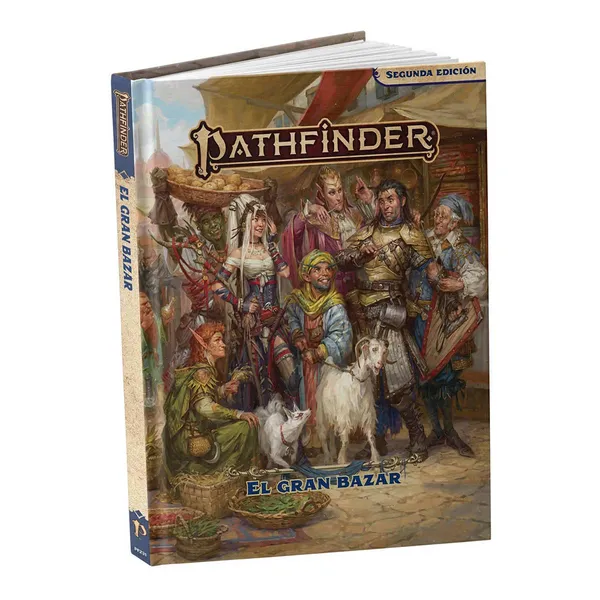 SEGUNDA EDICIÓN
PATHFINDER
EL GRAN BAZAR
PATHFINDER
EL GRAN BAZAR